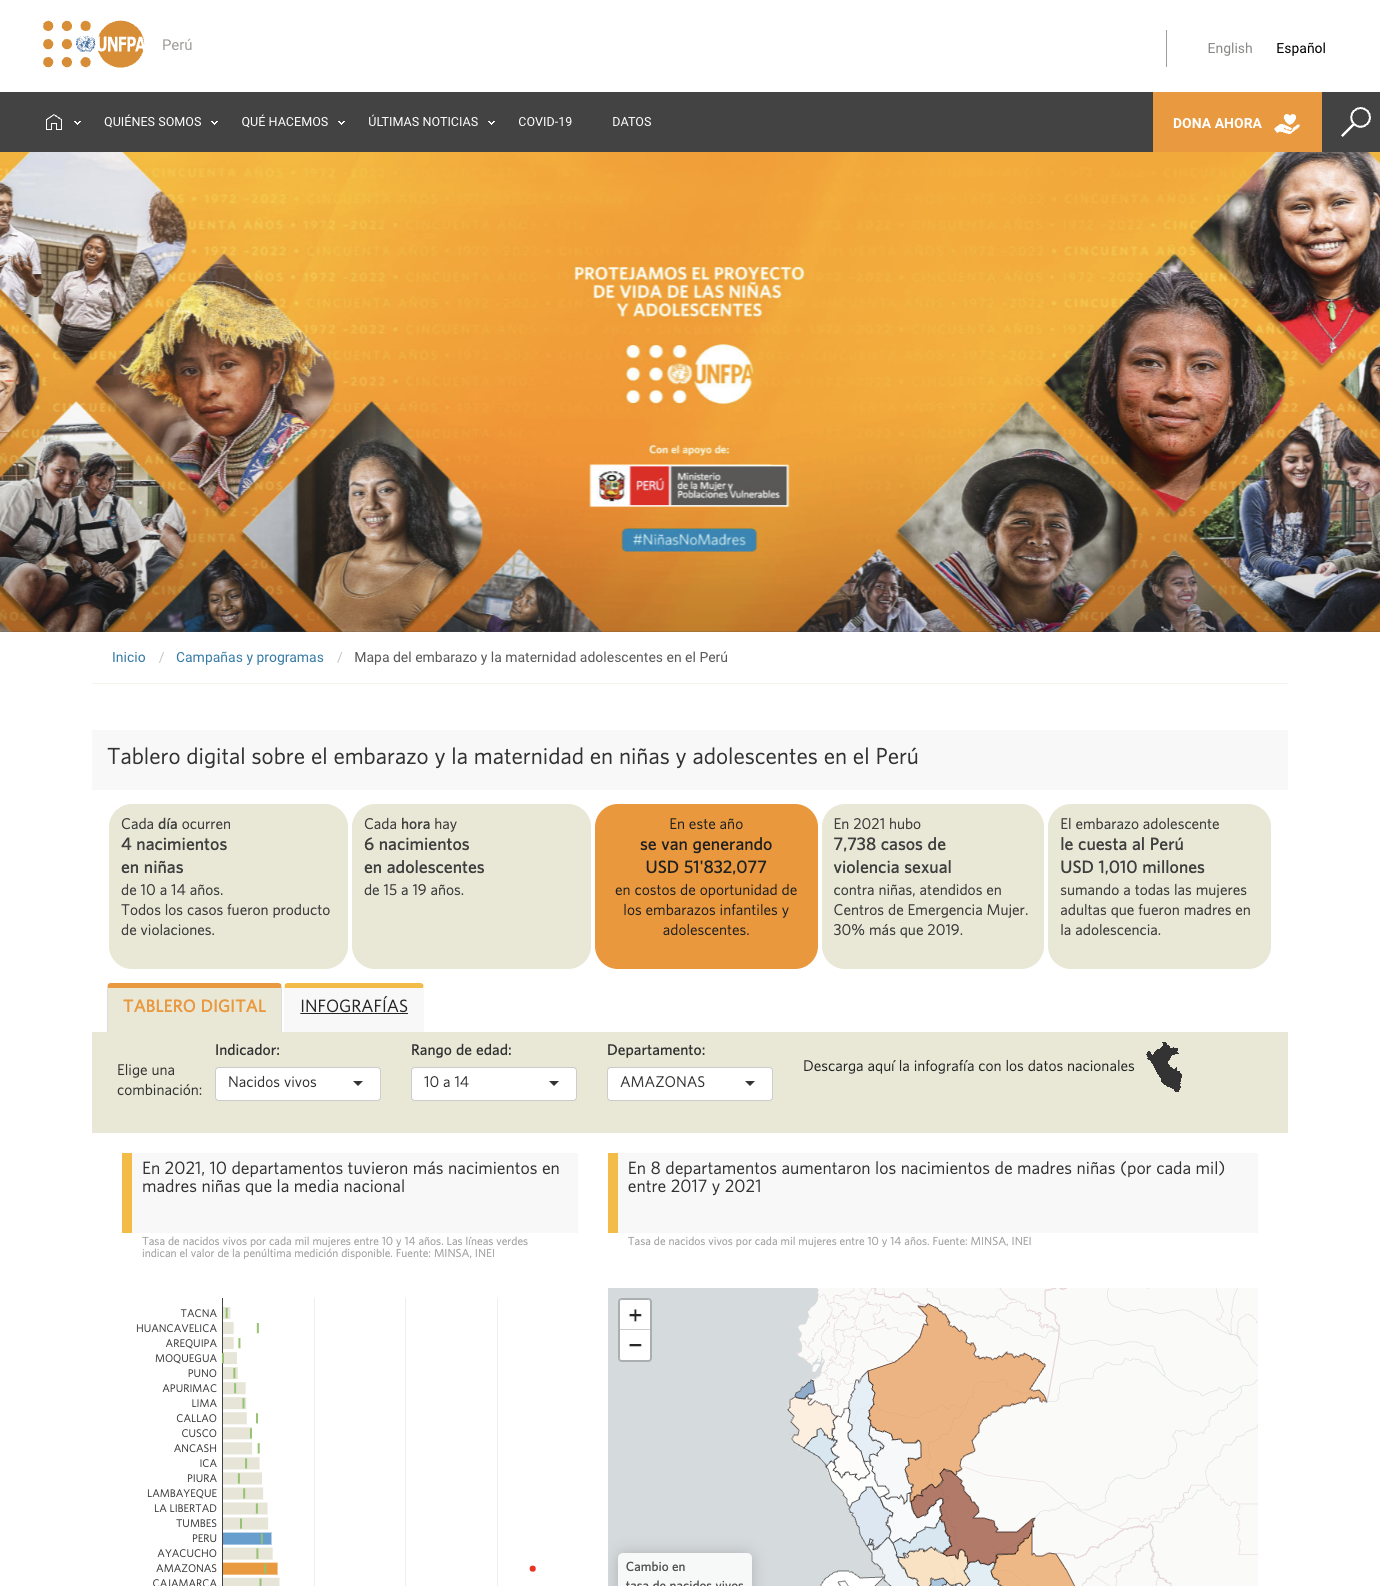 UNFPA
Perú
English
Español
QUIÉNES SOMOS
QUÉ HACEMOS
ÚLTIMAS NOTICIAS
COVID-19
DATOS
DONA AHORA
PROTEJAMOS EL PROYECTO
DE VIDA DE LAS NIÑAS
Y ADOLESCENTES
UNFPA
Con el apoyo de:
PERÚ
Ministerio
de la Mujer y
Poblaciones Vulnerables
#NiñasNoMadres
Inicio / Campañas y programas / Mapa del embarazo y la maternidad adolescentes en el Perú
Tablero digital sobre el embarazo y la maternidad en niñas y adolescentes en el Perú
Cada día ocurren
4 nacimientos
en niñas
de 10 a 14 años.
Todos los casos fueron producto
de violaciones.
Cada hora hay
6 nacimientos
en adolescentes
de 15 a 19 años.
En este año
se van generando
USD 51'832,077
en costos de oportunidad de
los embarazos infantiles y
adolescentes.
En 2021 hubo
7,738 casos de
violencia sexual
contra niñas, atendidos en
Centros de Emergencia Mujer.
30% más que 2019.
El embarazo adolescente
le cuesta al Perú
USD 1,010 millones
sumando a todas las mujeres
adultas que fueron madres en
la adolescencia.
TABLERO DIGITAL
INFOGRAFÍAS
Elige una
combinación:
Indicador:
Nacidos vivos
Rango de edad:
10 a 14
Departamento:
AMAZONAS
Descarga aquí la infografía con los datos nacionales
En 2021, 10 departamentos tuvieron más nacimientos en
madres niñas que la media nacional
Tasa de nacidos vivos por cada mil mujeres entre 10 y 14 años. Las líneas verdes
indican el valor de la penúltima medición disponible. Fuente: MINSA, INEI
TACNA
HUANCAVELICA
AREQUIPA
MOQUEGUA
PUNO
APURIMAC
LIMA
CALLAO
CUSCO
ANCASH
ICA
PIURA
LAMBAYEQUE
LA LIBERTAD
TUMBES
PERU
AYACUCHO
AMAZONAS
CAJAMARCA
En 8 departamentos aumentaron los nacimientos de madres niñas (por cada mil)
entre 2017 y 2021
Tasa de nacidos vivos por cada mil mujeres entre 10 y 14 años. Fuente: MINSA, INEI
+
−
Cambio en
tasa de nacidos vivos